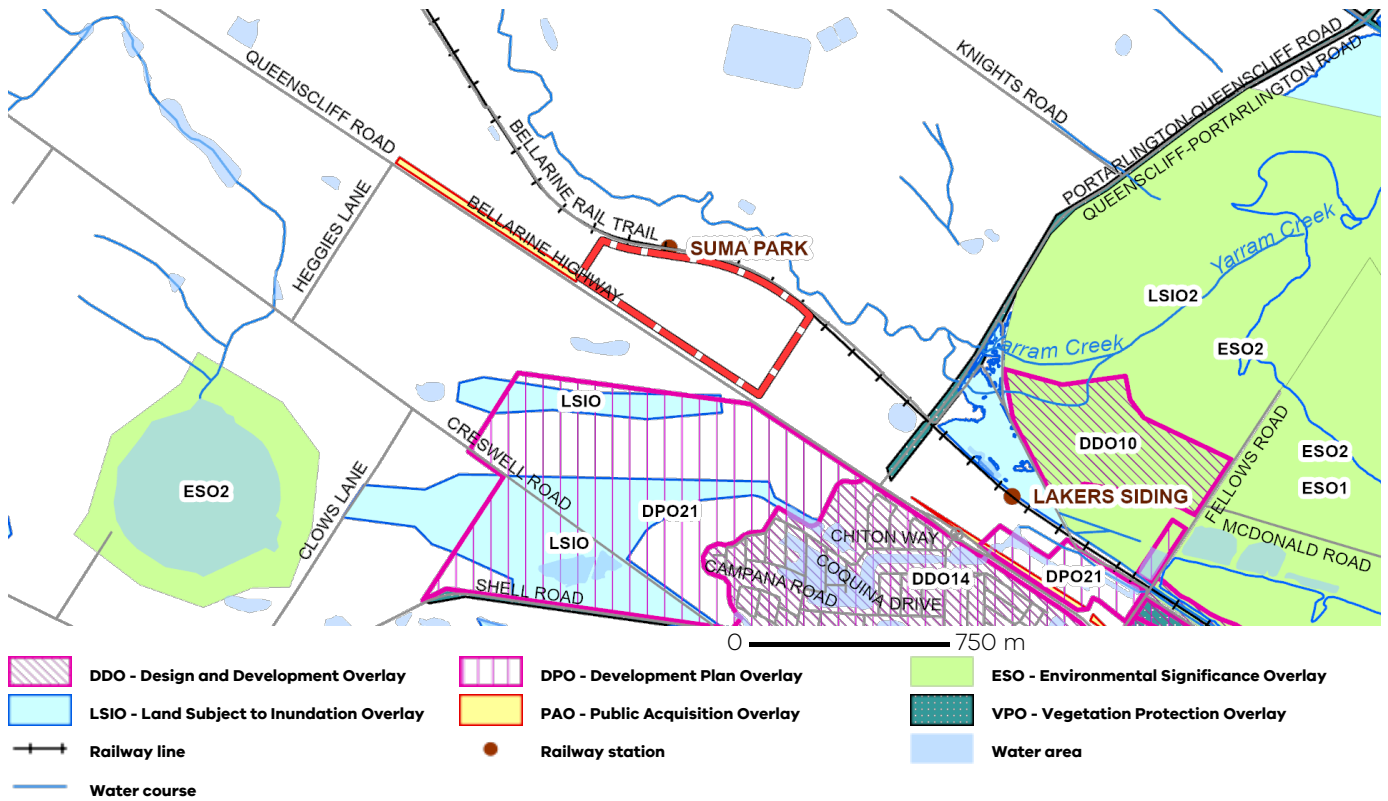 QUEENSCLIFF ROAD
KNIGHTS ROAD
PORTARLINGTON-QUEENSCLIFF ROAD
QUEENSCLIFF-PORTARLINGTON ROAD
BELLARINE RAIL TRAIL
HEGGIES LANE
BELLARINE HIGHWAY
SUMA PARK
Yarram Creek
LSIO2
arram Creek
ESO2
LSIO
CRESWELL ROAD
DDO10
FELLOWS ROAD
ESO2
ESO2
ESO1
CLOWS LANE
LAKERS SIDING
DPO21
LSIO
CHITON WAY
MCDONALD ROAD
CAMPANA ROAD
COQUINA DRIVE
DDO14
DPO21
SHELL ROAD
0 750 m
DDO - Design and Development Overlay
DPO - Development Plan Overlay
ESO - Environmental Significance Overlay
LSIO - Land Subject to Inundation Overlay
PAO - Public Acquisition Overlay
VPO - Vegetation Protection Overlay
Railway line
Railway station
Water area
Water course